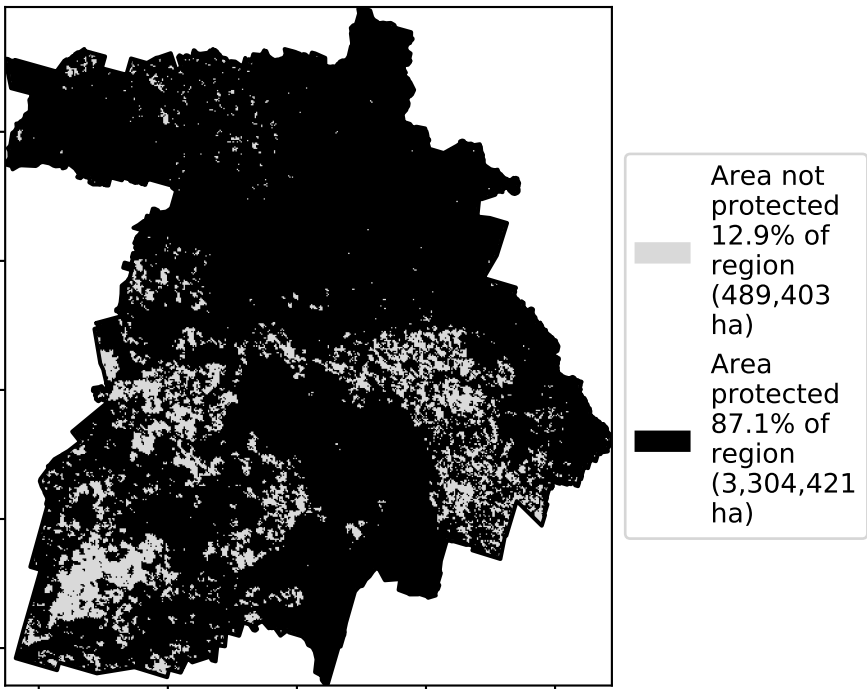 Area not
protected
12.9% of
region
(489,403
ha)
Area
protected
87.1% of
region
(3,304,421
ha)